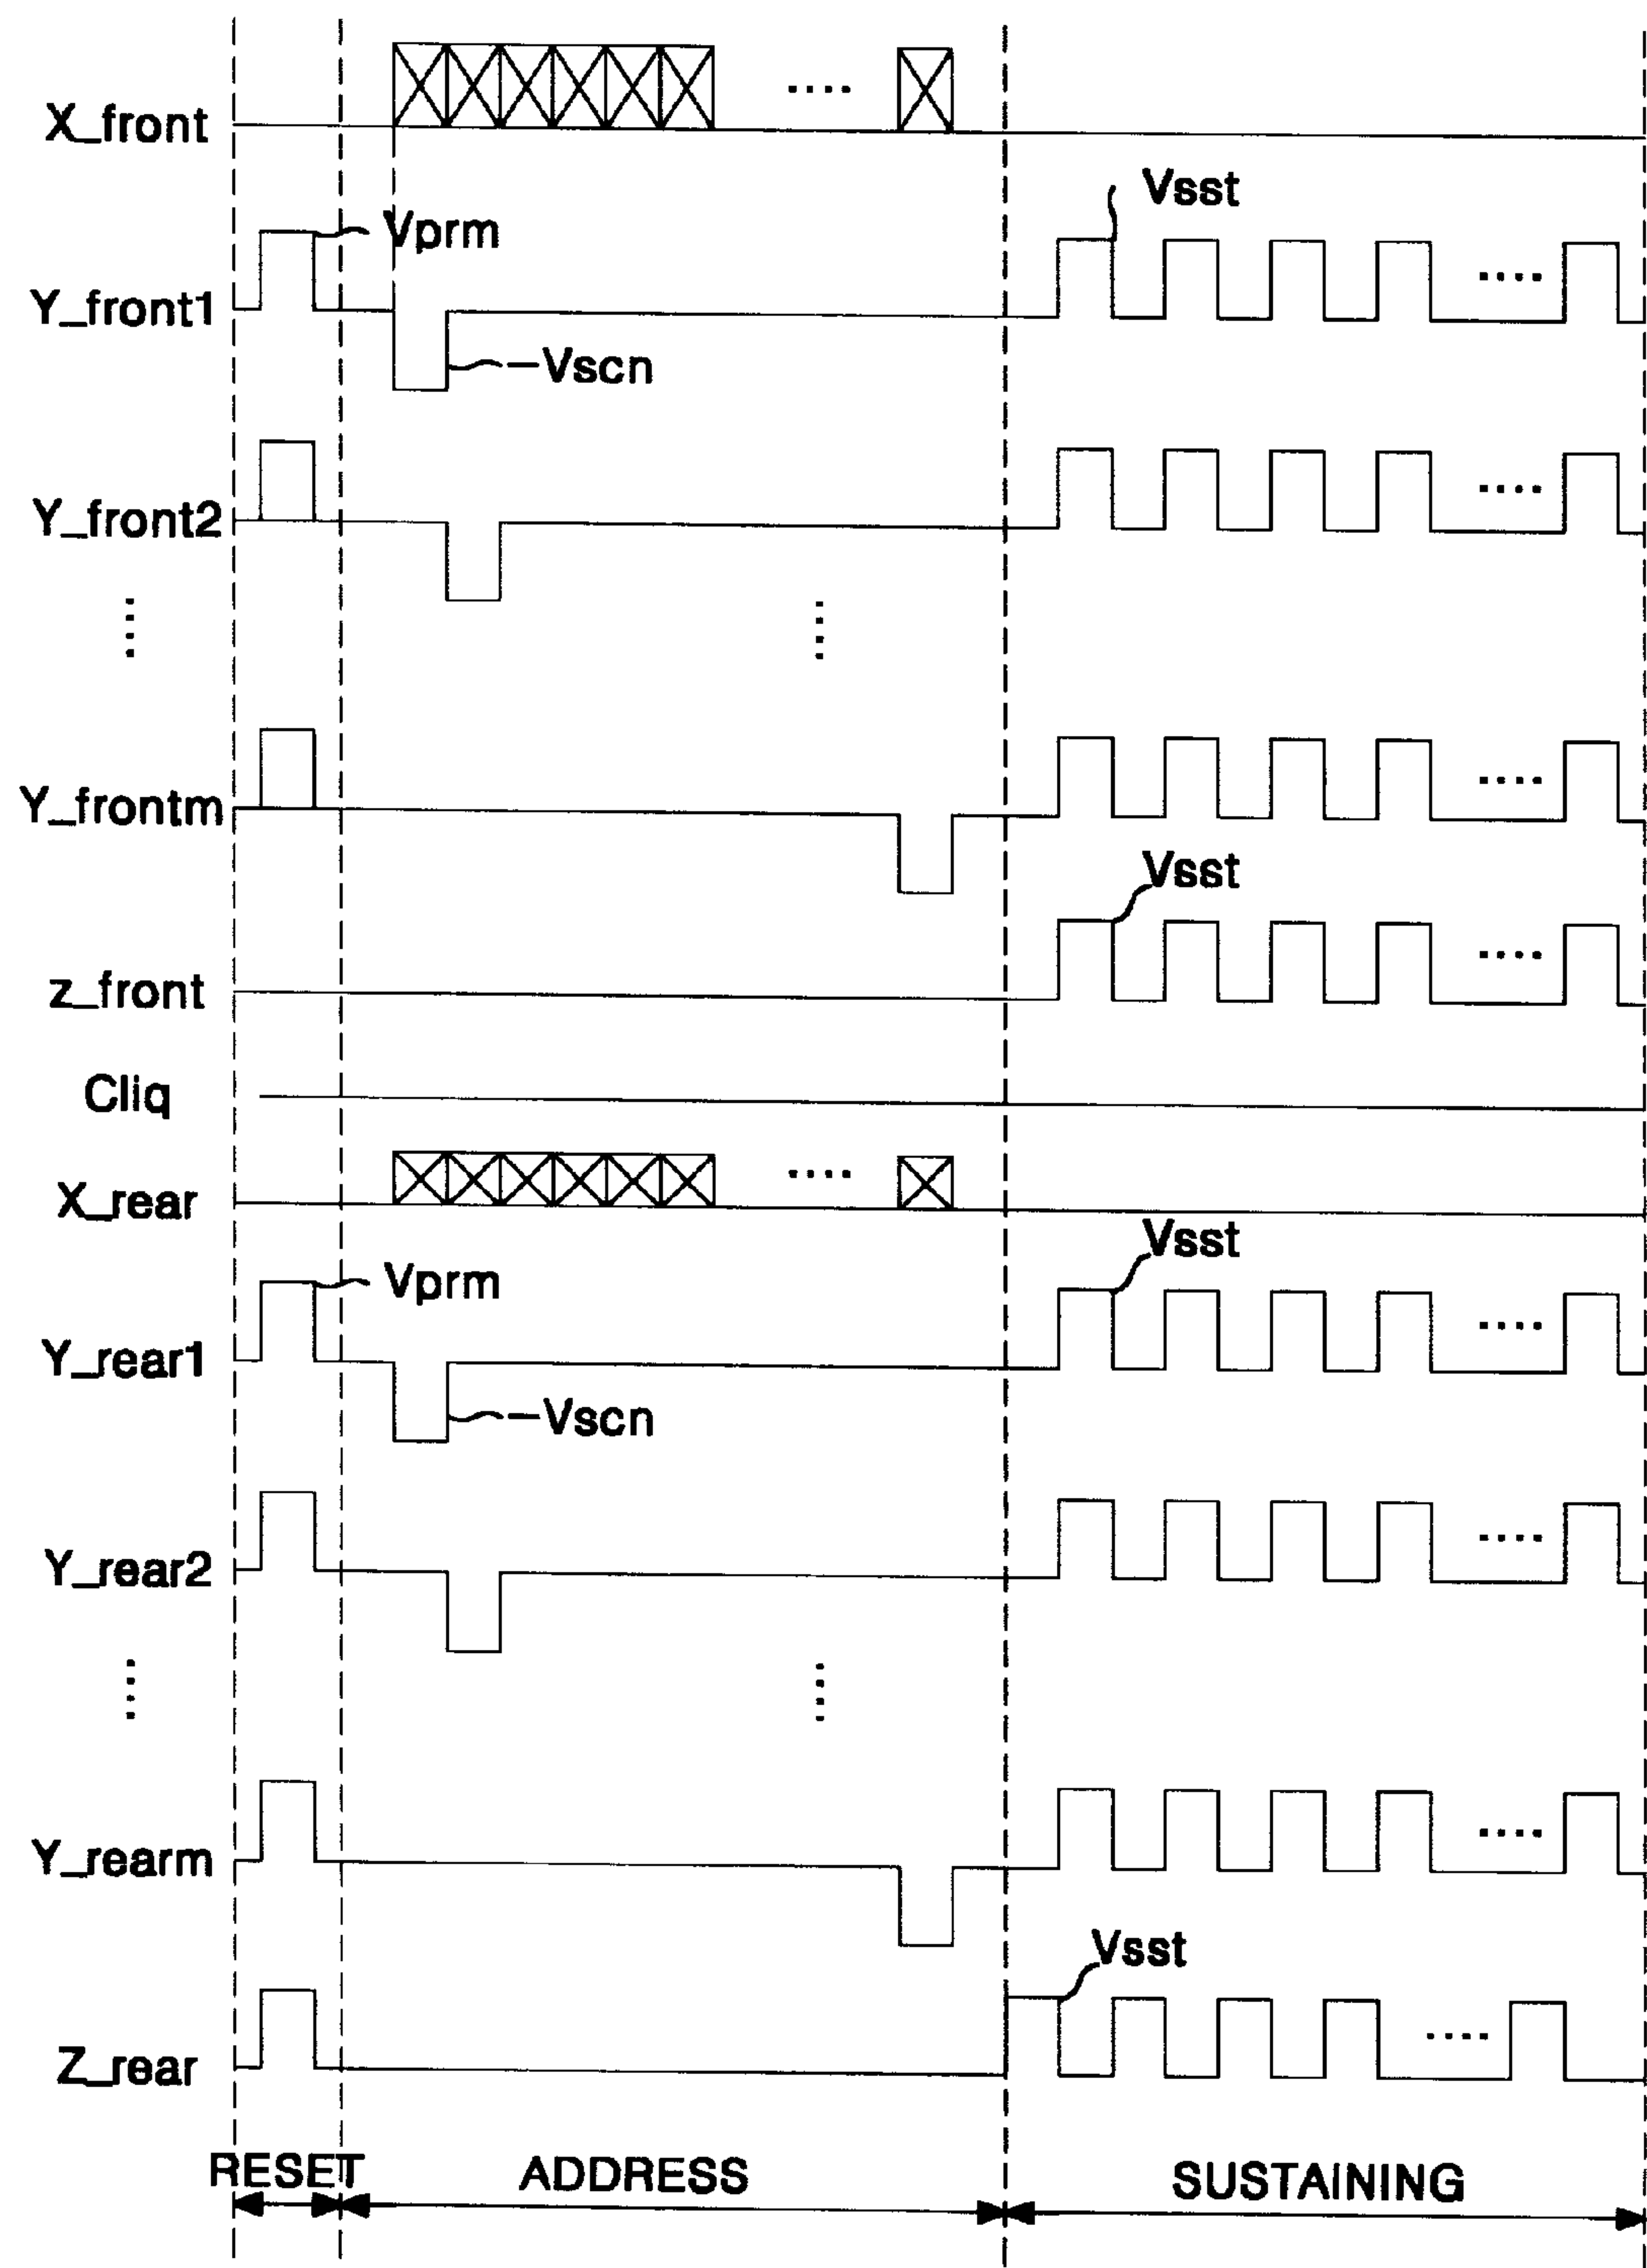 X_front
Vsst
Vprm
Y_front1
-Vscn
Y_front2
Y_frontm
Vsst
z_front
Cliq
X_rear
Vsst
Vprm
Y_rear1
-Vscn
Y_rear2
Y_rearm
Vsst
Z_rear
RESET ADDRESS SUSTAINING